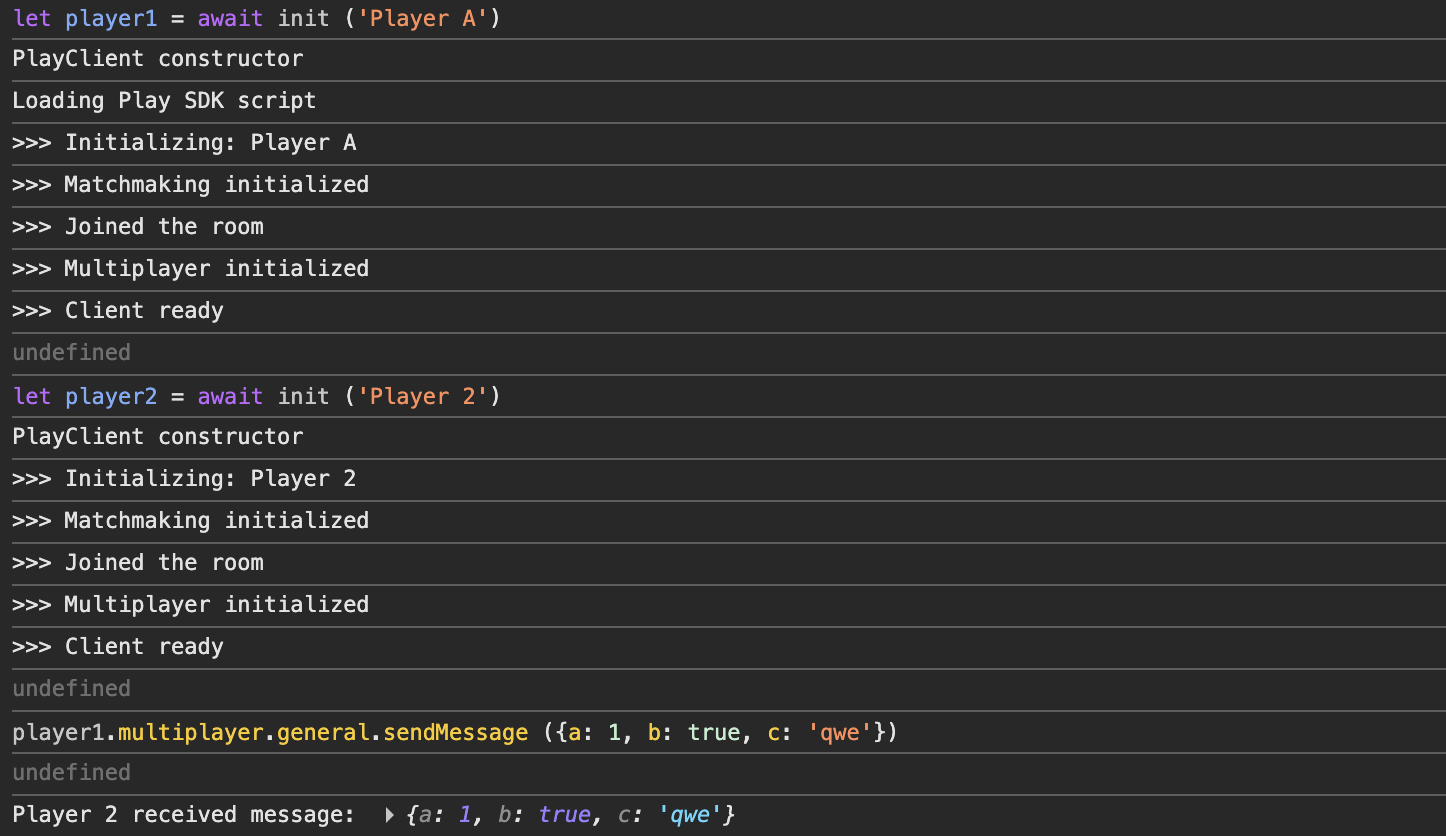 let player1 = await init ('Player A')
PlayClient constructor
Loading Play SDK script
>>> Initializing: Player A
>>> Matchmaking initialized
>>> Joined the room
>>> Multiplayer initialized
>>> Client ready
undefined
let player2 = await init ('Player 2')
PlayClient constructor
>>> Initializing: Player 2
>>> Matchmaking initialized
>>> Joined the room
>>> Multiplayer initialized
>>> Client ready
undefined
player1.multiplayer.general.sendMessage ({a: 1, b: true, c: 'qwe'})
undefined
Player 2 received message: {a: 1, b: true, c: 'qwe'}